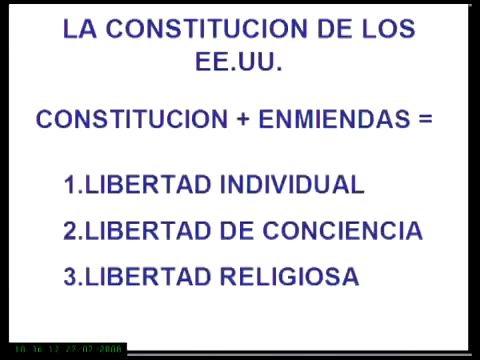 LA CONSTITUCION DE LOS
EE.UU.
CONSTITUCION + ENMIENDAS =
1.LIBERTAD INDIVIDUAL
2.LIBERTAD DE CONCIENCIA
3.LIBERTAD RELIGIOSA